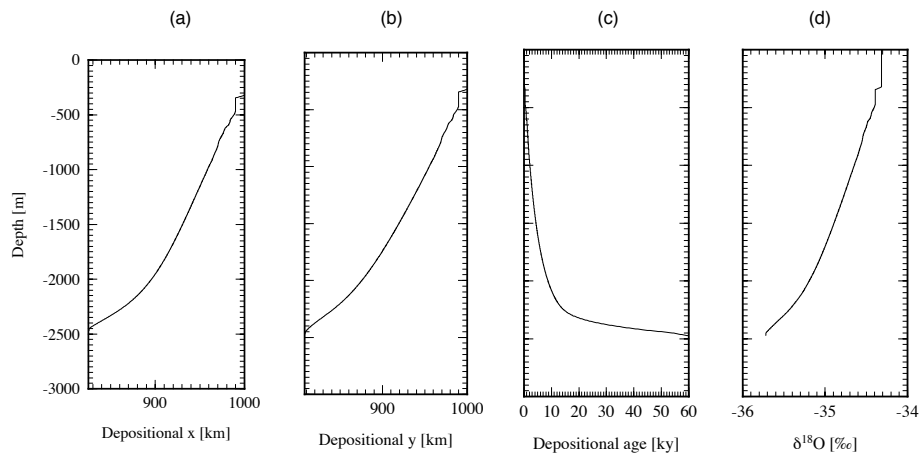 (a) (b) (c) (d)
0
-500
-1000
-1500
-2000
-2500
-3000
Depth [m]
900 1000
900 1000
0 10 20 30 40 50 60
-36 -35 -34
Depositional x [km]
Depositional y [km]
Depositional age [ky]
δ¹⁸O [‰]